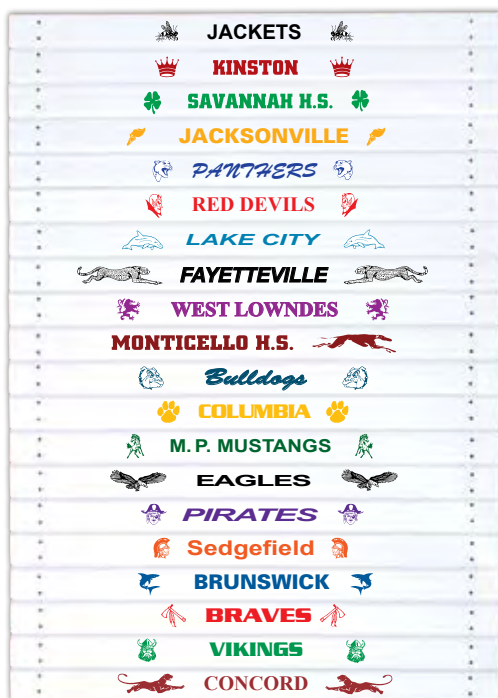 JACKETS
KINSTON
SAVANNAH H.S.
JACKSONVILLE
PANTHERS
RED DEVILS
LAKE CITY
FAYETTEVILLE
WEST LOWNDES
MONTICELLO H.S.
Bulldogs
COLUMBIA
M.P. MUSTANGS
EAGLES
PIRATES
Sedgefield
BRUNSWICK
BRAVES
VIKINGS
CONCORD